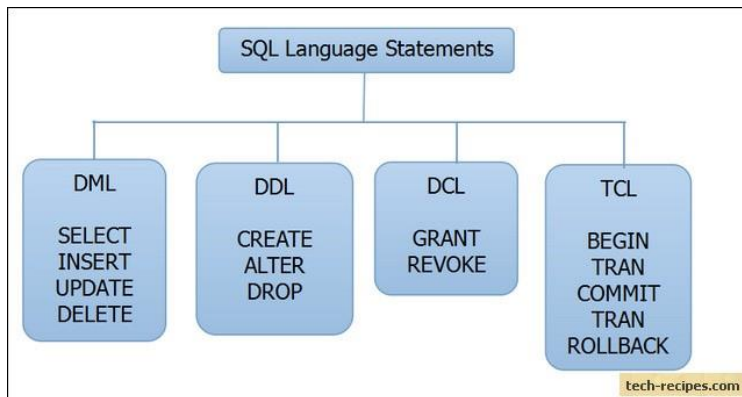 SQL Language Statements
DML
SELECT
INSERT
UPDATE
DELETE
DDL
CREATE
ALTER
DROP
DCL
GRANT
REVOKE
TCL
BEGIN
TRAN
COMMIT
TRAN
ROLLBACK
tech-recipes.com